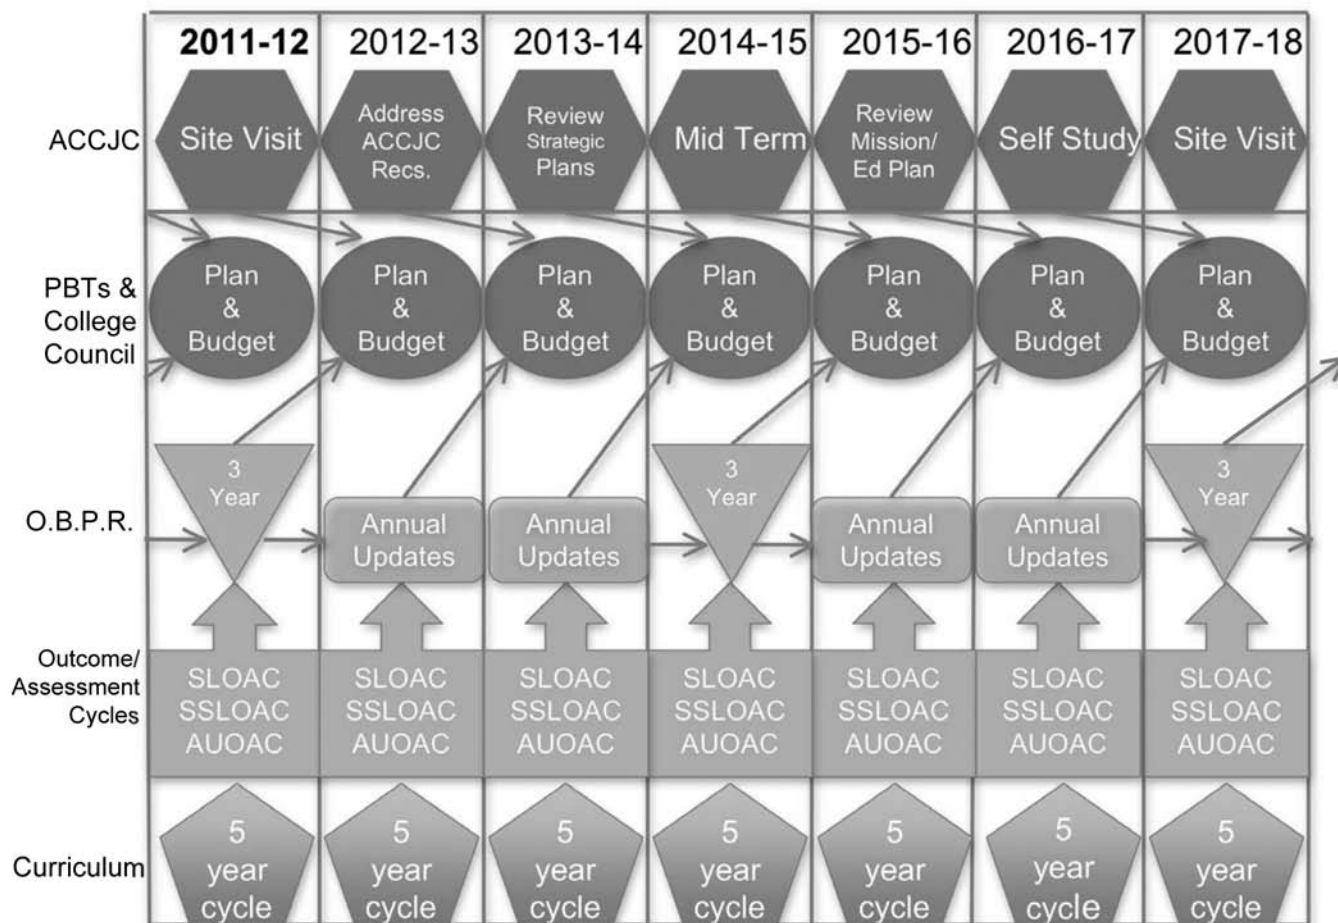 2011-12 2012-13 2013-14 2014-15 2015-16 2016-17 2017-18
ACCJC
Site Visit
Address
ACCJC
Recs.
Review
Strategic
Plans
Mid Term
Review
Mission/
Ed Plan
Self Study
Site Visit
PBTs &
College
Council
Plan
&
Budget
Plan
&
Budget
Plan
&
Budget
Plan
&
Budget
Plan
&
Budget
Plan
&
Budget
Plan
&
Budget
O.B.P.R.
3
Year
Annual
Updates
Annual
Updates
3
Year
Annual
Updates
Annual
Updates
3
Year
Outcome/
Assessment
Cycles
SLOAC
SSLOAC
AUOAC
SLOAC
SSLOAC
AUOAC
SLOAC
SSLOAC
AUOAC
SLOAC
SSLOAC
AUOAC
SLOAC
SSLOAC
AUOAC
SLOAC
SSLOAC
AUOAC
SLOAC
SSLOAC
AUOAC
Curriculum
5
year
cycle
5
year
cycle
5
year
cycle
5
year
cycle
5
year
cycle
5
year
cycle
5
year
cycle